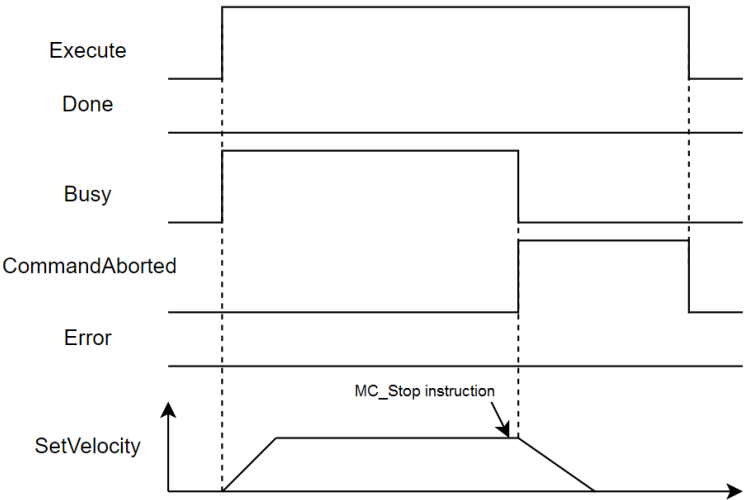 Execute
Done
Busy
CommandAborted
Error
MC_Stop instruction
SetVelocity